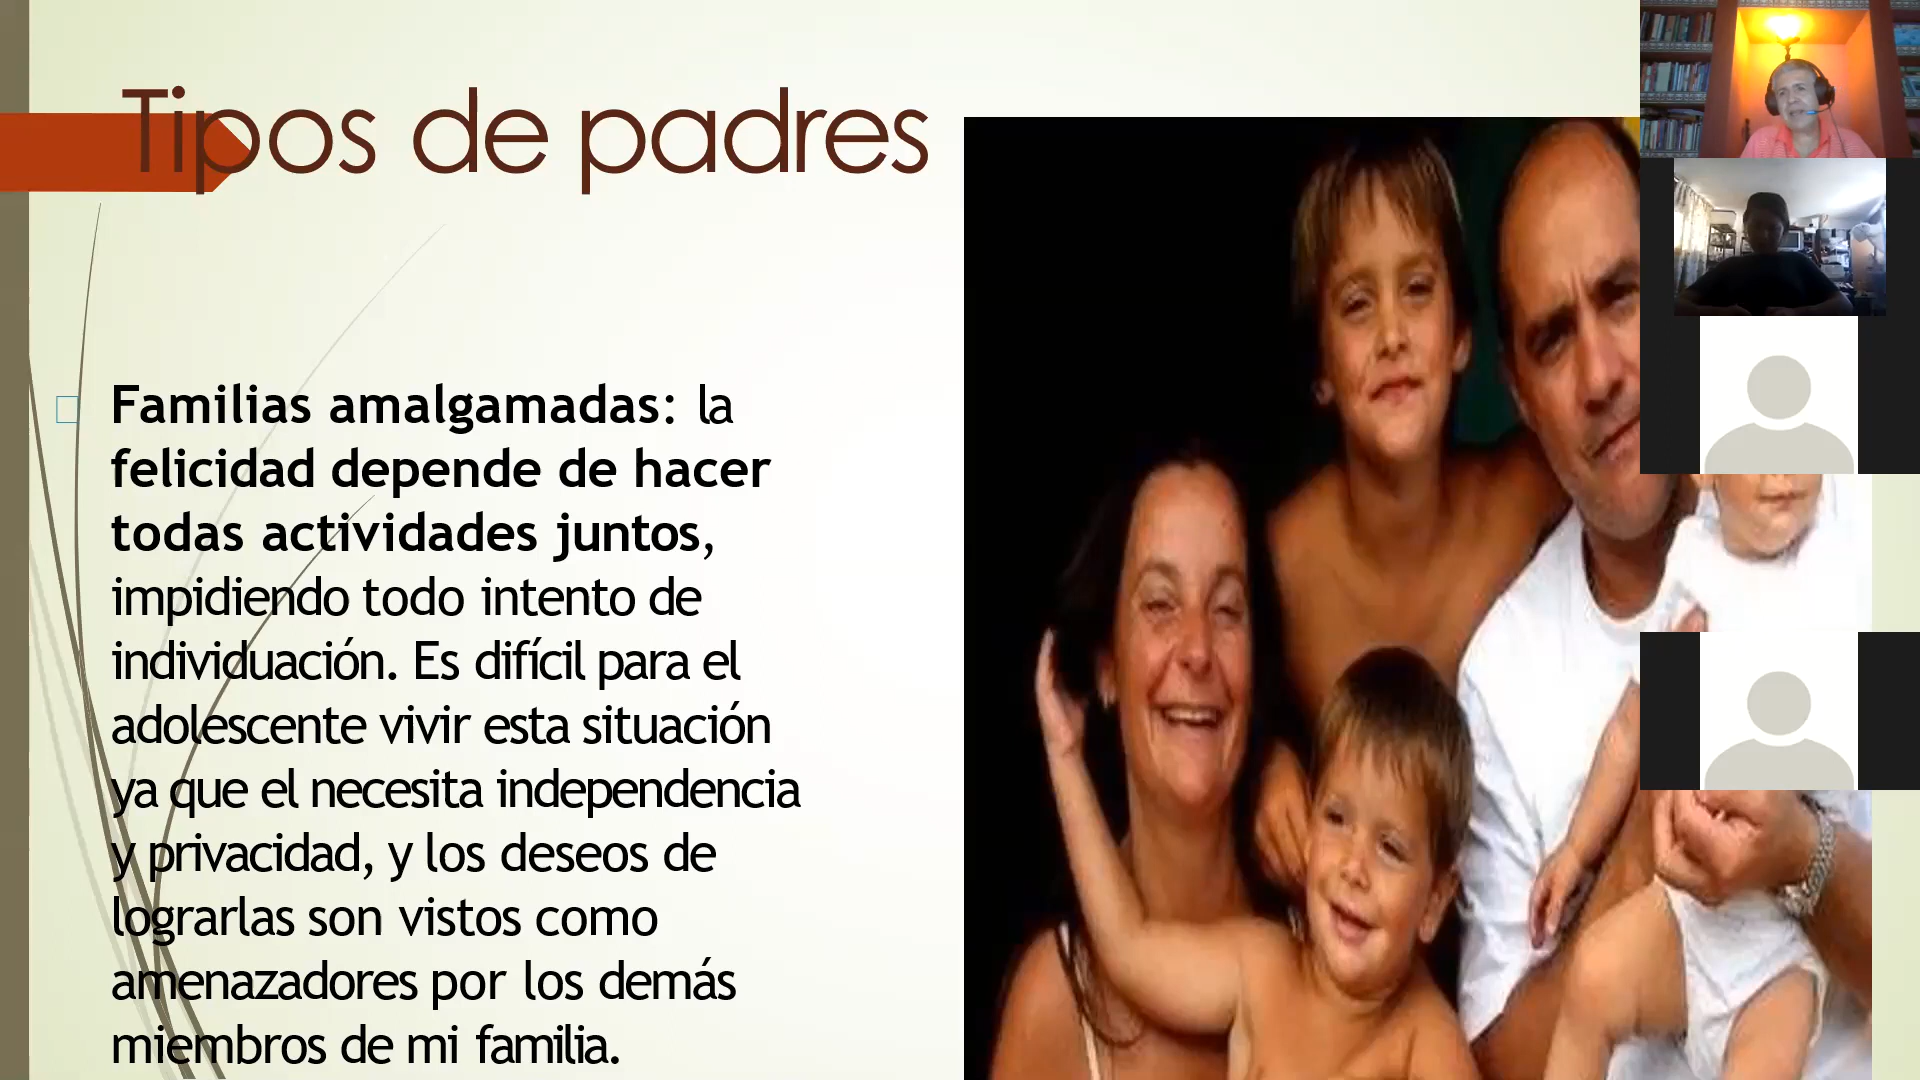 Tipos de padres
Familias amalgamadas: la
felicidad depende de hacer
todas actividades juntos,
impidiendo todo intento de
individuación. Es difícil para el
adolescente vivir esta situación
ya que el necesita independencia
y privacidad, y los deseos de
lograrlas son vistos como
amenazadores por los demás
miembros de mi familia.